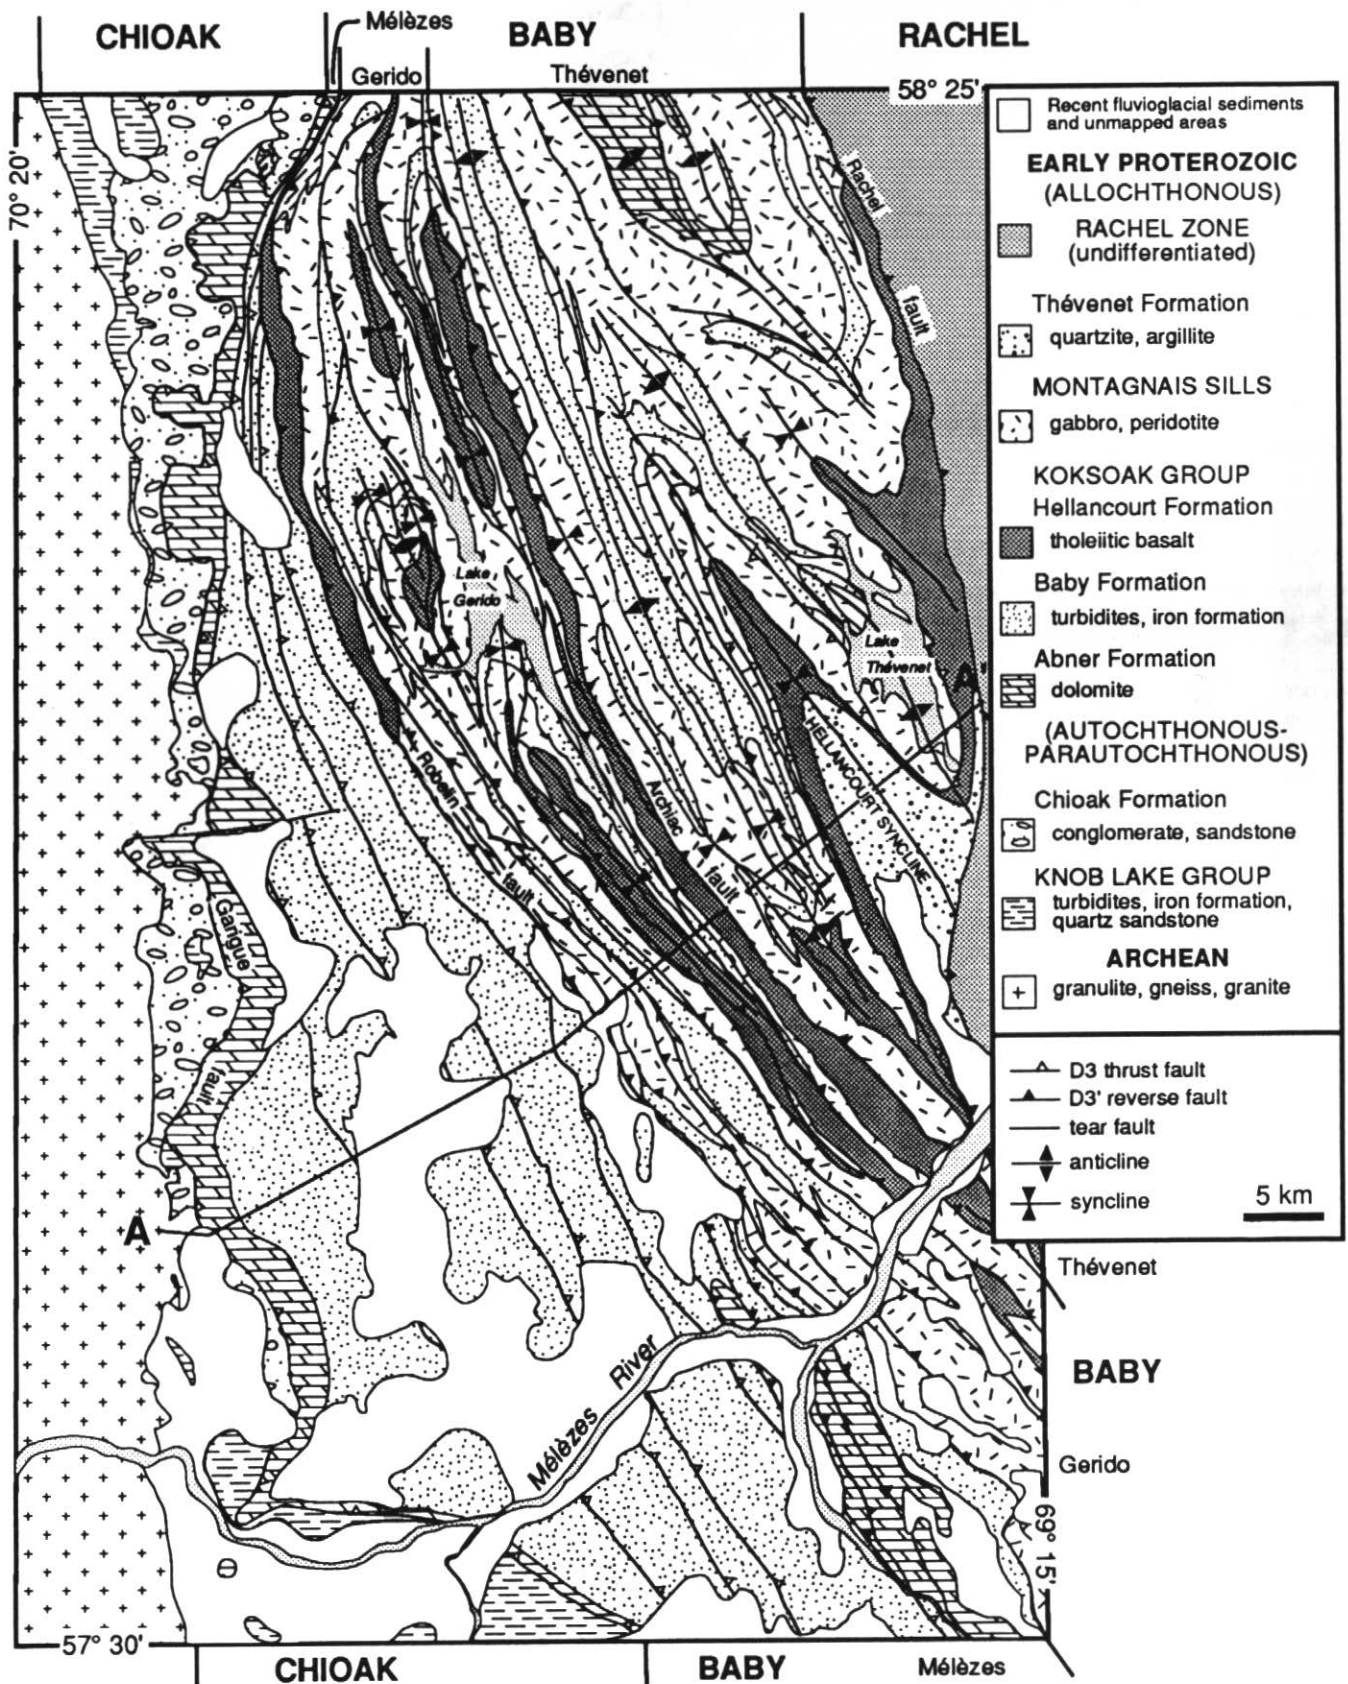 Mélèzes
CHIOAK
BABY
RACHEL
Gerido
Thévenet
58° 25'
70° 20'
Rachel
fault
Lake
Gerido
Lake
Thévenet
A'
HELLANCOURT SYNCLINE
Robelin
fault
Archiac
fault
Gangue
fault
A
Mélèzes River
57° 30'
69° 15'
CHIOAK
BABY
Mélèzes
Thévenet
BABY
Gerido
Recent fluvioglacial sediments
and unmapped areas
EARLY PROTEROZOIC
(ALLOCHTHONOUS)
RACHEL ZONE
(undifferentiated)
Thévenet Formation
quartzite, argillite
MONTAGNAIS SILLS
gabbro, peridotite
KOKSOAK GROUP
Hellancourt Formation
tholeiitic basalt
Baby Formation
turbidites, iron formation
Abner Formation
dolomite
(AUTOCHTHONOUS-
PARAUTOCHTHONOUS)
Chioak Formation
conglomerate, sandstone
KNOB LAKE GROUP
turbidites, iron formation,
quartz sandstone
ARCHEAN
granulite, gneiss, granite
D3 thrust fault
D3' reverse fault
tear fault
anticline
syncline
5 km